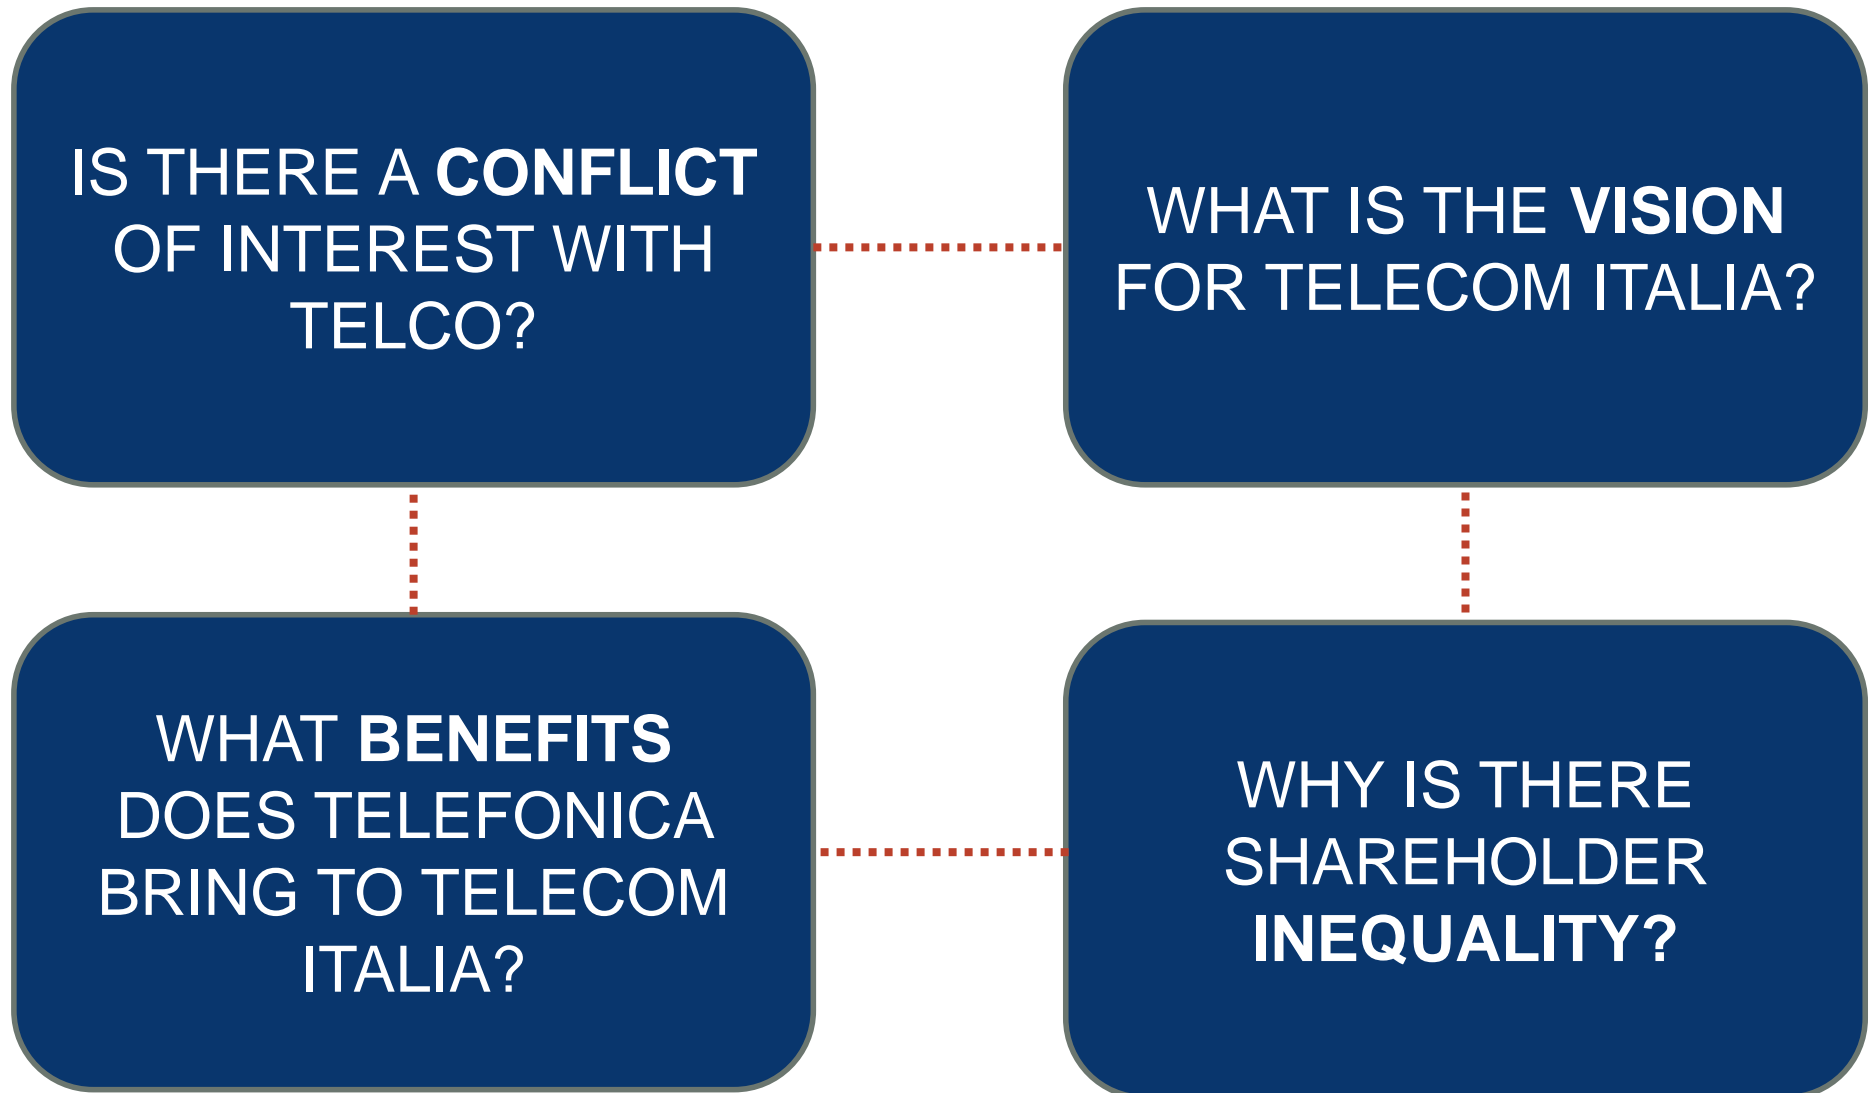 IS THERE A CONFLICT
OF INTEREST WITH
TELCO?
WHAT IS THE VISION
FOR TELECOM ITALIA?
WHAT BENEFITS
DOES TELEFONICA
BRING TO TELECOM
ITALIA?
WHY IS THERE
SHAREHOLDER
INEQUALITY?